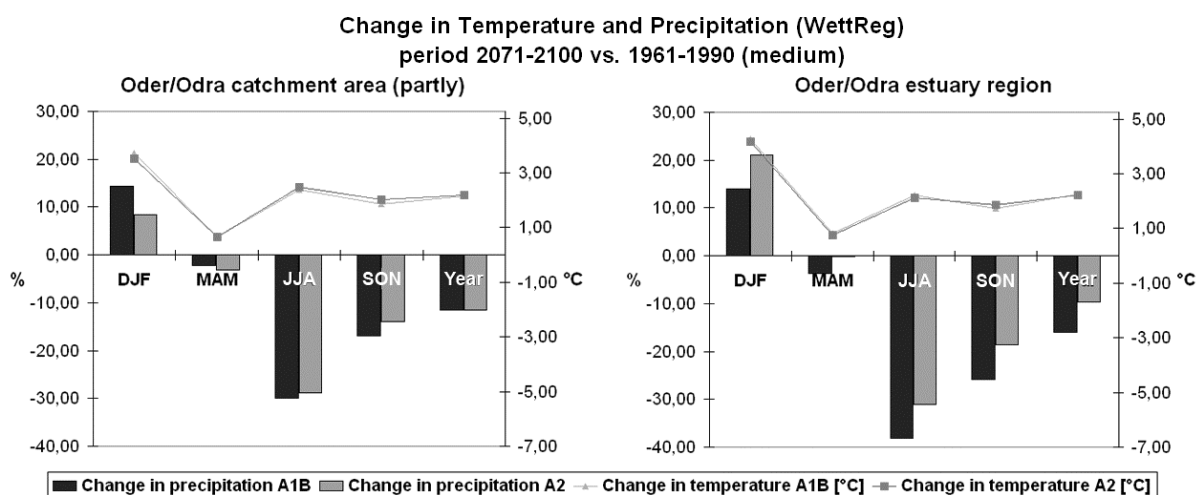 Change in Temperature and Precipitation (WettReg)
period 2071-2100 vs. 1961-1990 (medium)
Oder/Odra catchment area (partly)
30,00
20,00
10,00
0,00
-10,00
-20,00
-30,00
-40,00
%
DJF
MAM
JJA
SON
Year
5,00
3,00
1,00
-1,00
-3,00
-5,00
-7,00
°C
Oder/Odra estuary region
30,00
20,00
10,00
0,00
-10,00
-20,00
-30,00
-40,00
%
DJF
MAM
JJA
SON
Year
5,00
3,00
1,00
-1,00
-3,00
-5,00
-7,00
°C
Change in precipitation A1B Change in precipitation A2 Change in temperature A1B [°C] Change in temperature A2 [°C]